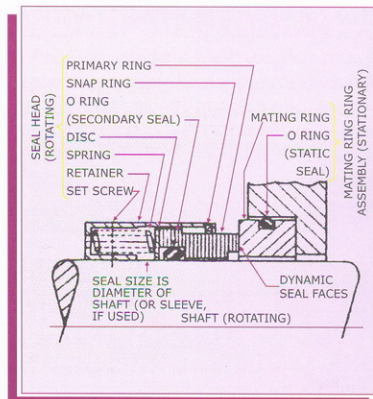 SEAL HEAD
(ROTATING)
PRIMARY RING
SNAP RING
O RING
(SECONDARY SEAL)
DISC
SPRING
RETAINER
SET SCREW
MATING RING
O RING
(STATIC
SEAL)
MATING RING RING
ASSEMBLY (STATIONARY)
SEAL SIZE IS
DIAMETER OF
SHAFT (OR SLEEVE,
IF USED)
DYNAMIC
SEAL FACES
SHAFT (ROTATING)